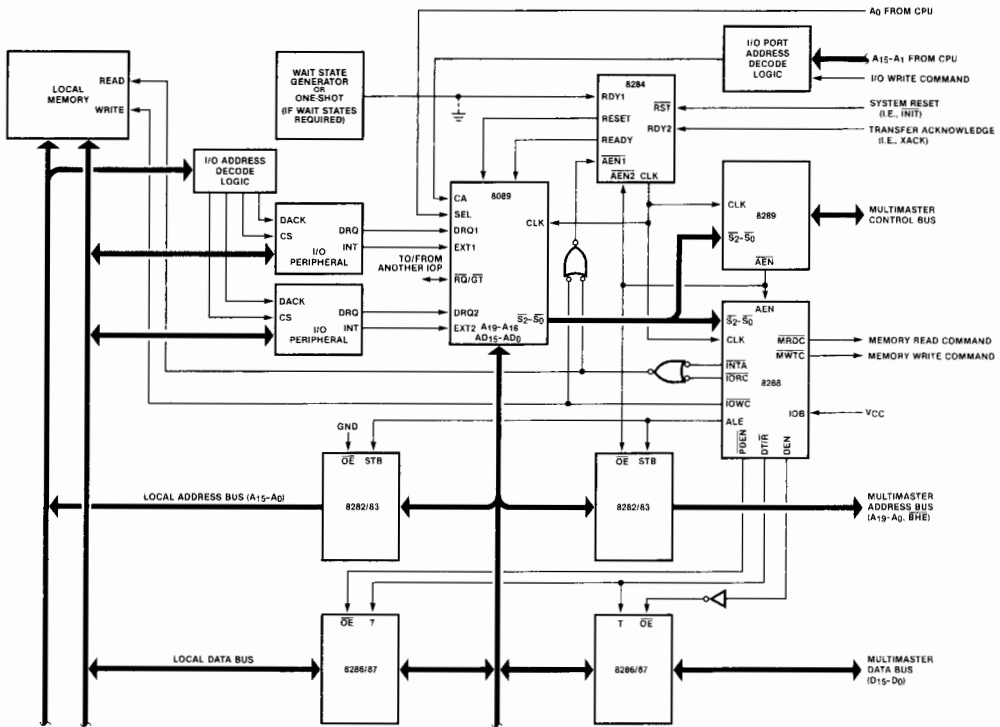 A0 FROM CPU
I/O PORT
ADDRESS
DECODE
LOGIC
A15-A1 FROM CPU
I/O WRITE COMMAND
LOCAL
MEMORY
READ
WRITE
WAIT STATE
GENERATOR
OR
ONE-SHOT
(IF WAIT STATES
REQUIRED)
8284
RDY1
RST
RESET
RDY2
READY
AEN1
AEN2 CLK
SYSTEM RESET
(I.E., INIT)
TRANSFER ACKNOWLEDGE
(I.E., XACK)
I/O ADDRESS
DECODE
LOGIC
8089
CA
SEL
DRQ1
EXT1
RQ/GT
DRQ2
EXT2
CLK
S2-S0
A19-A16
AD15-AD0
CLK
8289
S2-S0
AEN
MULTIMASTER
CONTROL BUS
DACK
CS
DRQ
INT
I/O
PERIPHERAL
TO/FROM
ANOTHER IOP
DACK
CS
DRQ
INT
I/O
PERIPHERAL
AEN
S2-S0
CLK
MRDC
MWTC
INTA
IORC
8288
IOWC
IOB
ALE
PDEN
DT/R
DEN
MEMORY READ COMMAND
MEMORY WRITE COMMAND
VCC
GND
OE STB
8282/83
OE STB
8282/83
LOCAL ADDRESS BUS (A15-A0)
MULTIMASTER
ADDRESS BUS
(A19-A0, BHE)
OE T
8286/87
T OE
8286/87
LOCAL DATA BUS
MULTIMASTER
DATA BUS
(D15-D0)